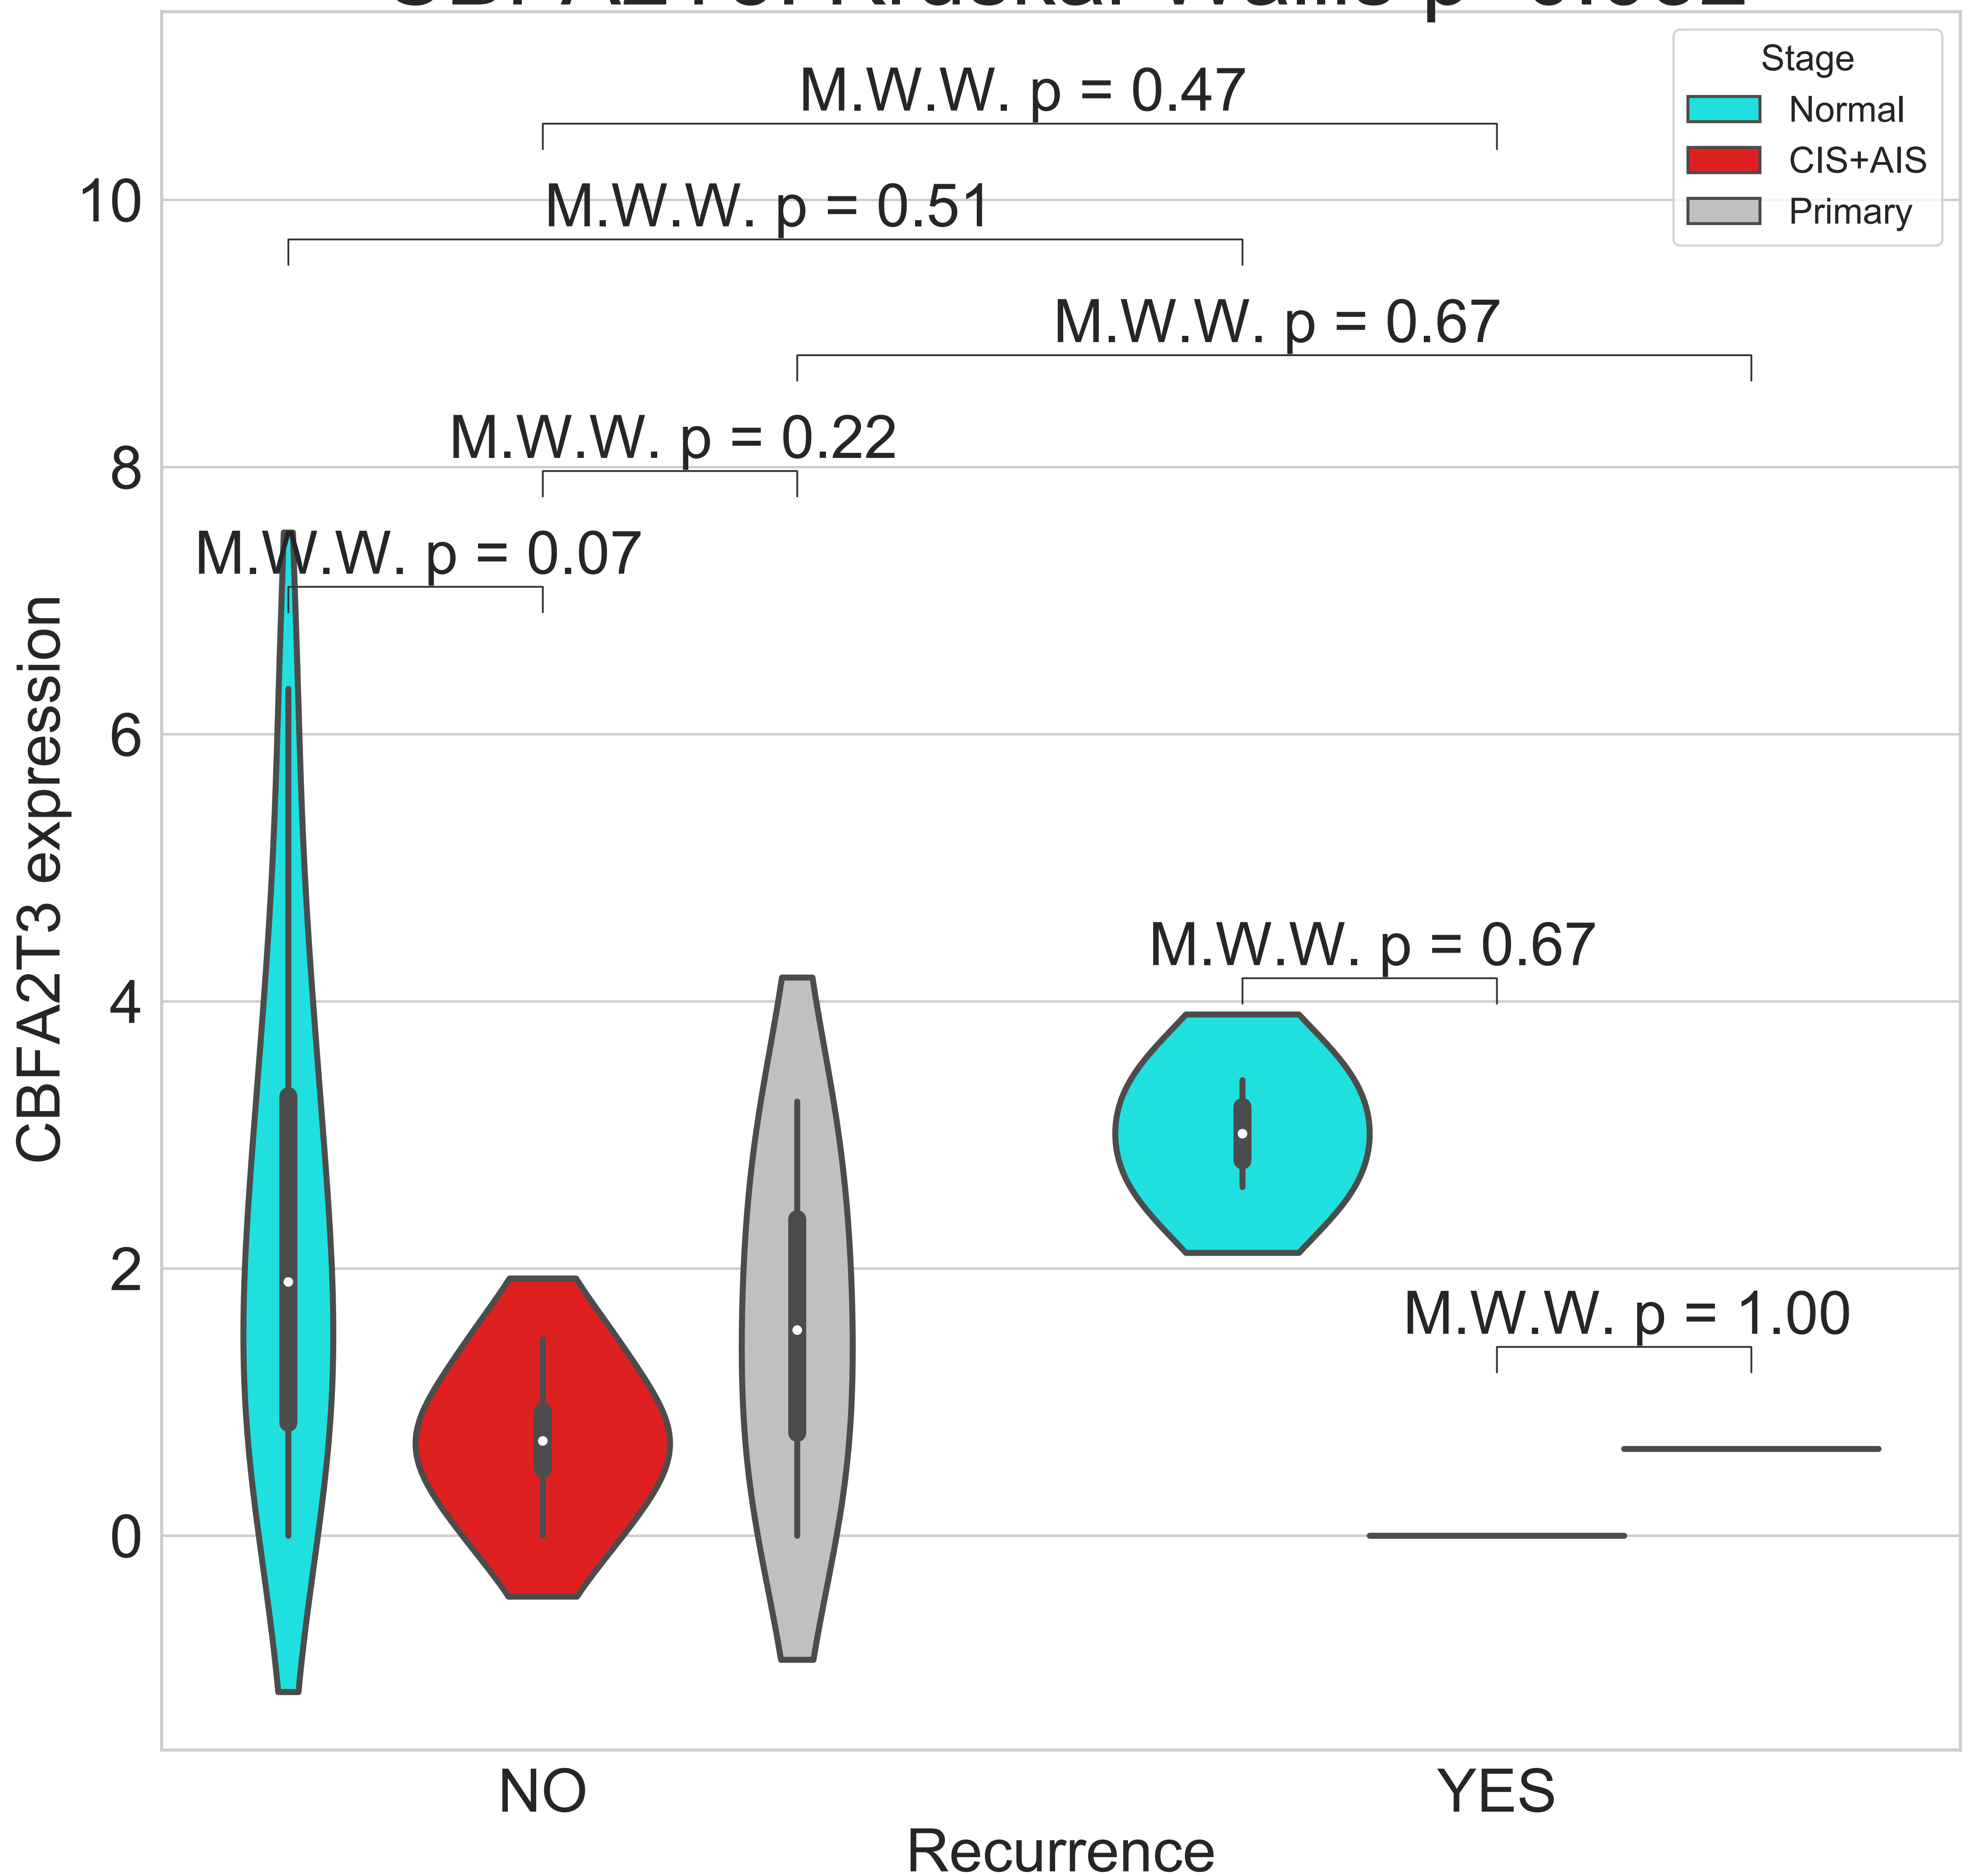 Stage
Normal
CIS+AIS
Primary
M.W.W. p = 0.47
M.W.W. p = 0.51
M.W.W. p = 0.67
M.W.W. p = 0.22
M.W.W. p = 0.07
M.W.W. p = 0.67
M.W.W. p = 1.00
CBFA2T3 expression
10
8
6
4
2
0
NO
YES
Recurrence